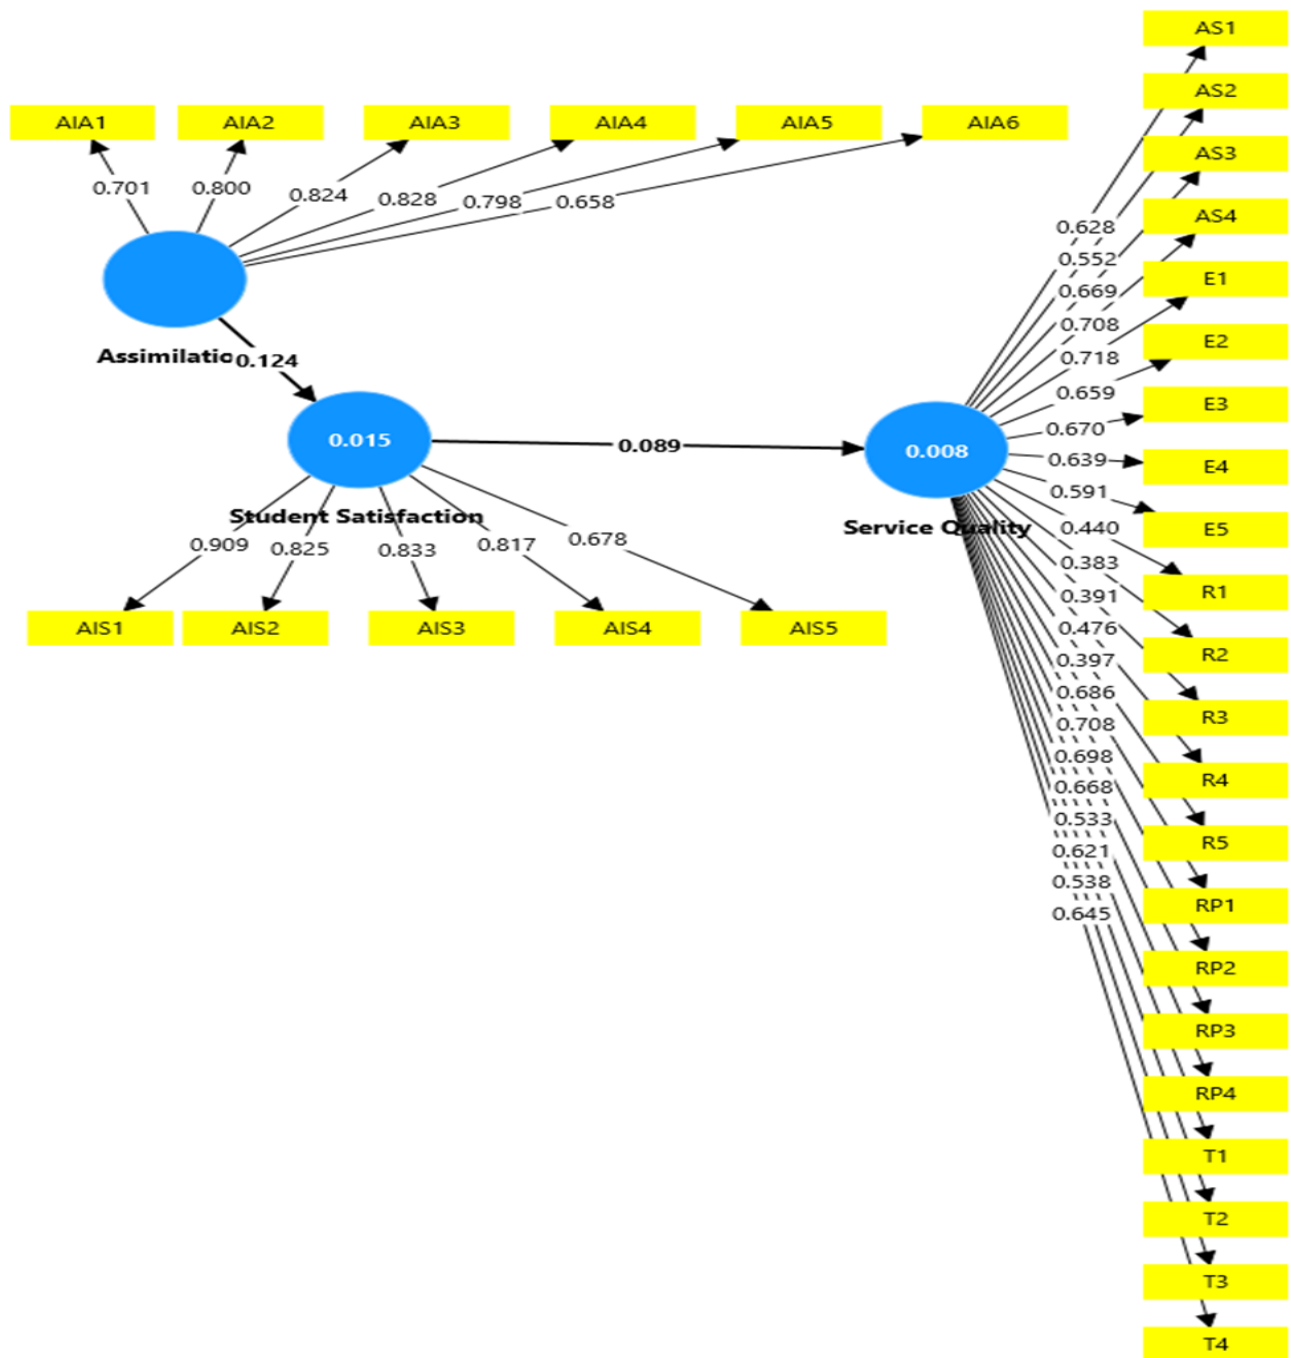 AS1
AS2
AIA1 AIA2 AIA3 AIA4 AIA5 AIA6
AS3
0.701 0.800 0.824 0.828 0.798 0.658
AS4
0.628
0.552
E1
0.669
0.708
E2
Assimilatio 0.124
0.718
0.659
E3
0.670
0.015 0.089 0.008
0.639
E4
0.591
Student Satisfaction
Service Quality
0.440
E5
0.909 0.825 0.833 0.817 0.678
0.383
R1
0.391
AIS1 AIS2 AIS3 AIS4 AIS5
0.476
R2
0.397
0.686
R3
0.708
0.698
R4
0.668
0.533
R5
0.621
0.538
RP1
0.645
RP2
RP3
RP4
T1
T2
T3
T4